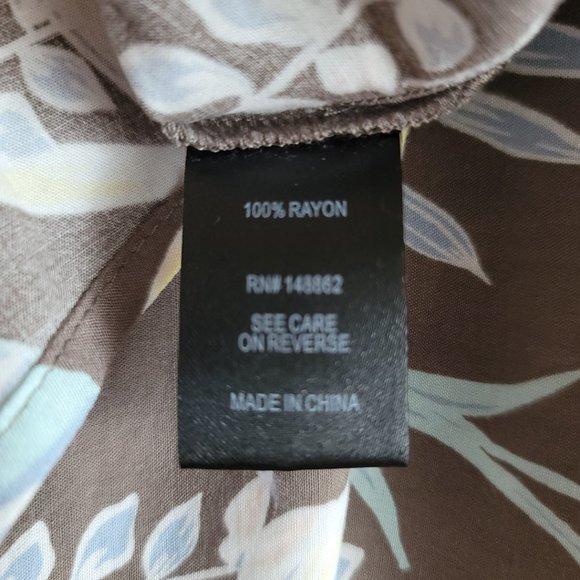 100% RAYON
RN# 148862
SEE CARE
ON REVERSE
MADE IN CHINA